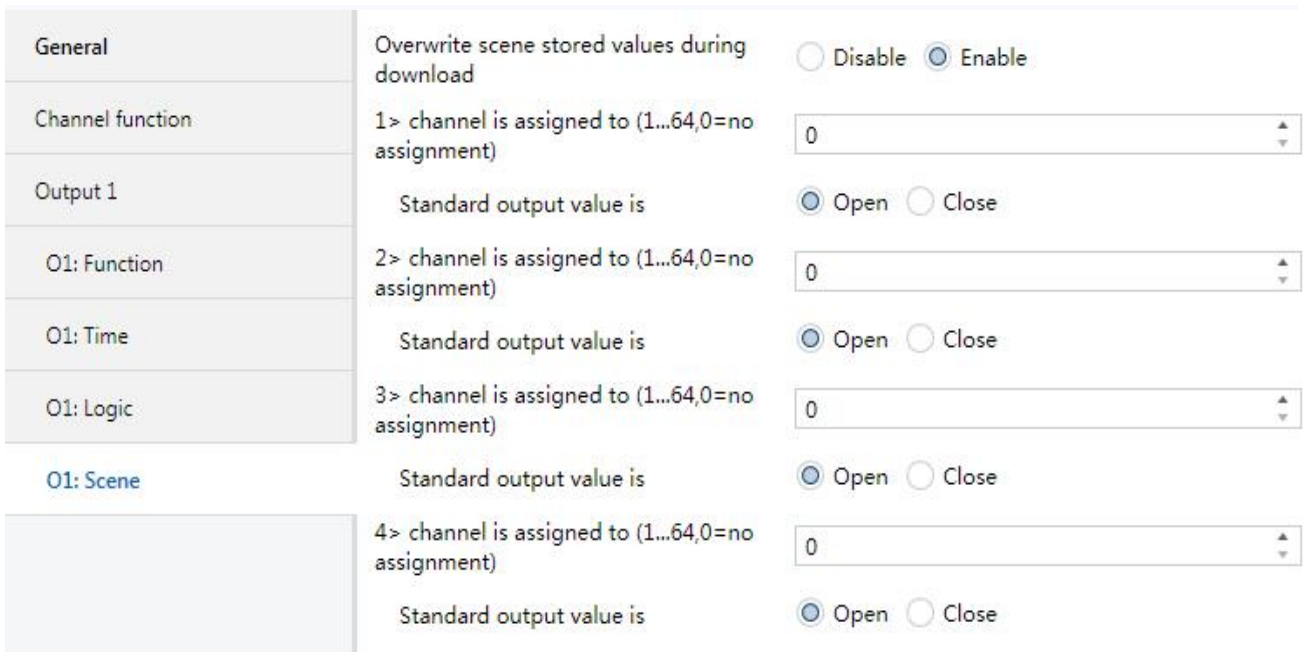 General
Channel function
Output 1
O1: Function
O1: Time
O1: Logic
O1: Scene
Overwrite scene stored values during
download
Disable Enable
1> channel is assigned to (1...64,0=no
assignment)
0
Standard output value is
Open Close
2> channel is assigned to (1...64,0=no
assignment)
0
Standard output value is
Open Close
3> channel is assigned to (1...64,0=no
assignment)
0
Standard output value is
Open Close
4> channel is assigned to (1...64,0=no
assignment)
0
Standard output value is
Open Close